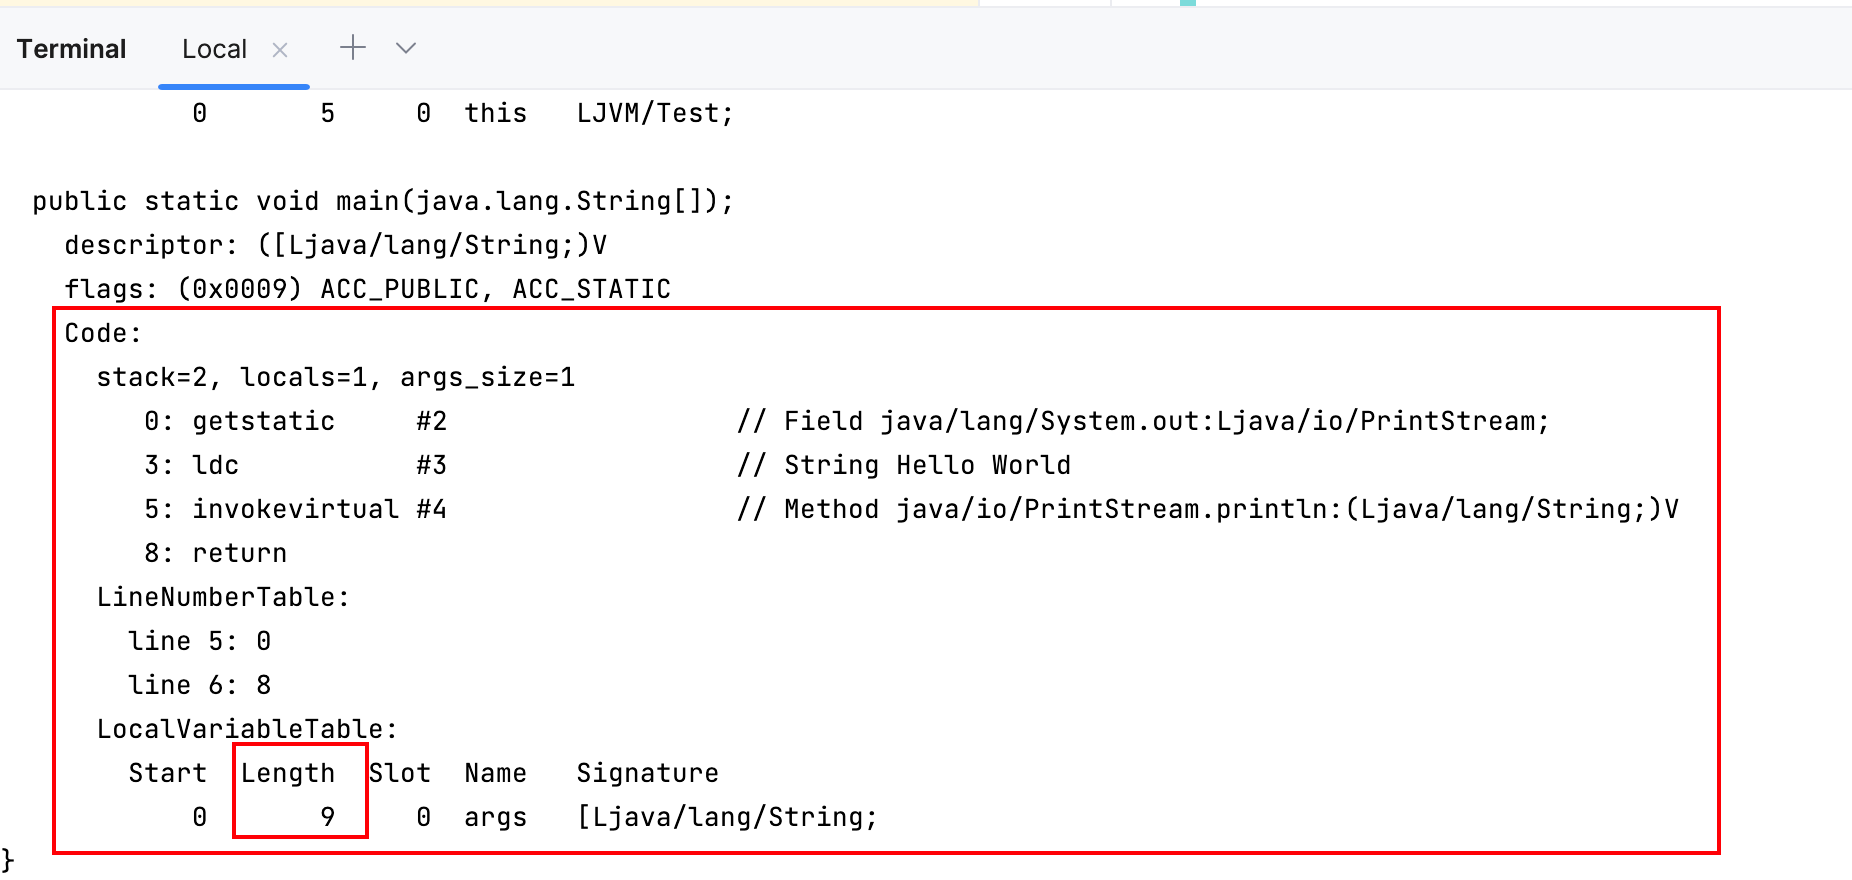 Terminal Local
0 5 0 this LJVM/Test;
public static void main(java.lang.String[]);
descriptor: ([Ljava/lang/String;)V
flags: (0x0009) ACC_PUBLIC, ACC_STATIC
Code:
stack=2, locals=1, args_size=1
0: getstatic #2 // Field java/lang/System.out:Ljava/io/PrintStream;
3: ldc #3 // String Hello World
5: invokevirtual #4 // Method java/io/PrintStream.println:(Ljava/lang/String;)V
8: return
LineNumberTable:
line 5: 0
line 6: 8
LocalVariableTable:
Start Length Slot Name Signature
0 9 0 args [Ljava/lang/String;
}